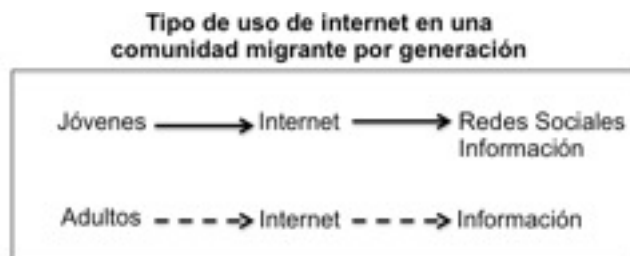 Tipo de uso de internet en una
comunidad migrante por generación
Jóvenes Internet Redes Sociales
Información
Adultos Internet Información